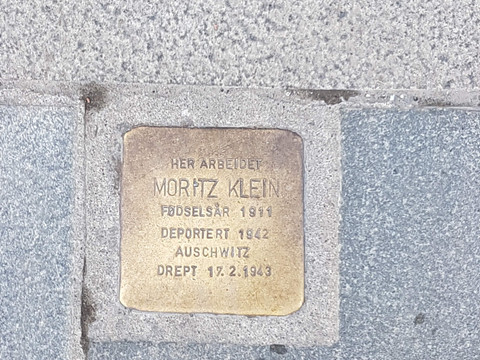 HER ARBEIDET
MORITZ KLEIN
FØDSELSÅR 1911
DEPORTERT 1942
AUSCHWITZ
DREPT 17.2.1943